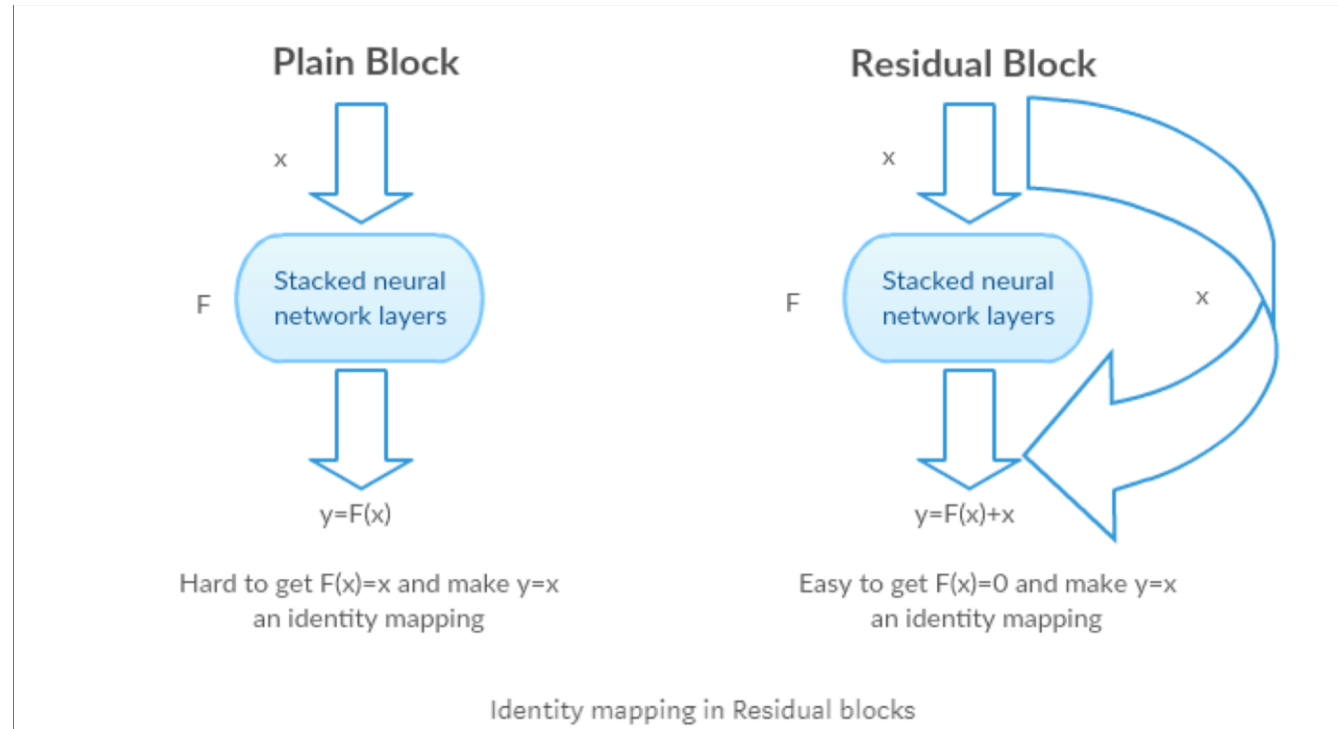 Plain Block
x
F
Stacked neural
network layers
y=F(x)
Hard to get F(x)=x and make y=x
an identity mapping
Residual Block
x
F
Stacked neural
network layers
x
y=F(x)+x
Easy to get F(x)=0 and make y=x
an identity mapping
Identity mapping in Residual blocks